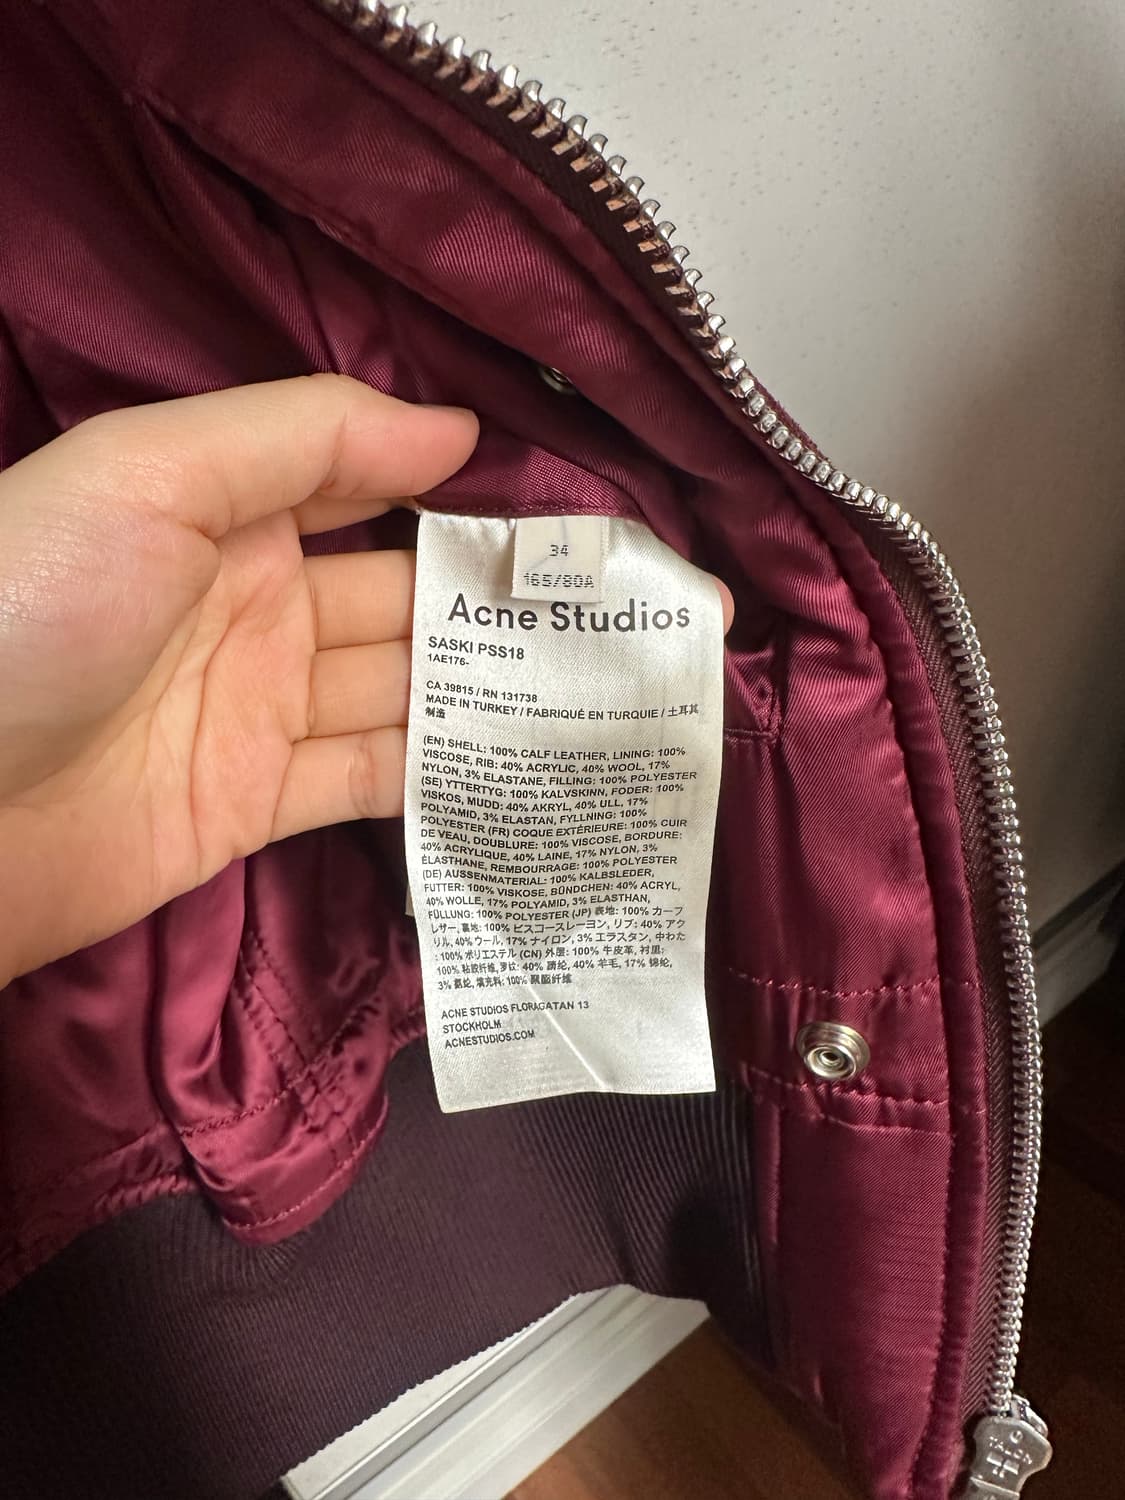 34
165/80A
Acne Studios
SASKI PSS18
1AE176-
CA 39815 / RN 131738
MADE IN TURKEY / FABRIQUÉ EN TURQUIE / 土耳其
制造
(EN) SHELL: 100% CALF LEATHER, LINING: 100%
VISCOSE, RIB: 40% ACRYLIC, 40% WOOL, 17%
NYLON, 3% ELASTANE, FILLING: 100% POLYESTER
(SE) YTTERTYG: 100% KALVSKINN, FODER: 100%
VISKOS, MUDD: 40% AKRYL, 40% ULL, 17%
POLYAMID, 3% ELASTAN, FYLLNING: 100%
POLYESTER (FR) COQUE EXTÉRIEURE: 100% CUIR
DE VEAU, DOUBLURE: 100% VISCOSE, BORDURE:
40% ACRYLIQUE, 40% LAINE, 17% NYLON, 3%
ÉLASTHANE, REMBOURRAGE: 100% POLYESTER
(DE) AUSSENMATERIAL: 100% KALBSLEDER,
FUTTER: 100% VISKOSE, BÜNDCHEN: 40% ACRYL,
40% WOLLE, 17% POLYAMID, 3% ELASTHAN,
FÜLLUNG: 100% POLYESTER (JP) 表地: 100% カーフ
レザー, 裏地: 100% ビスコースレーヨン, リブ: 40% アク
リル, 40% ウール, 17% ナイロン, 3% エラスタン, 中わた
: 100% ポリエステル (CN) 外层: 100% 牛皮革, 衬里:
100% 粘胶纤维, 罗纹: 40% 腈纶, 40% 羊毛, 17% 锦纶,
3% 氨纶, 填充料: 100% 聚酯纤维
ACNE STUDIOS FLORAGATAN 13
STOCKHOLM
ACNESTUDIOS.COM
TALON